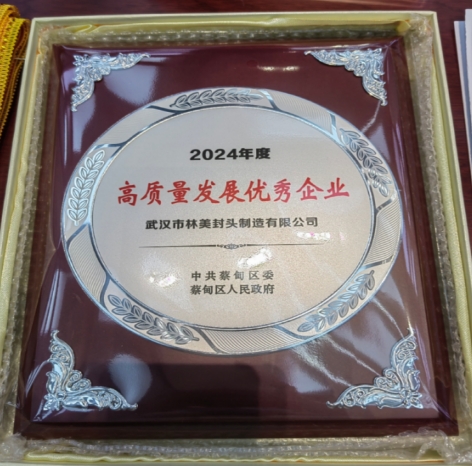 2024年度
高质量发展优秀企业
武汉市林美封头制造有限公司
中共蔡甸区委
蔡甸区人民政府